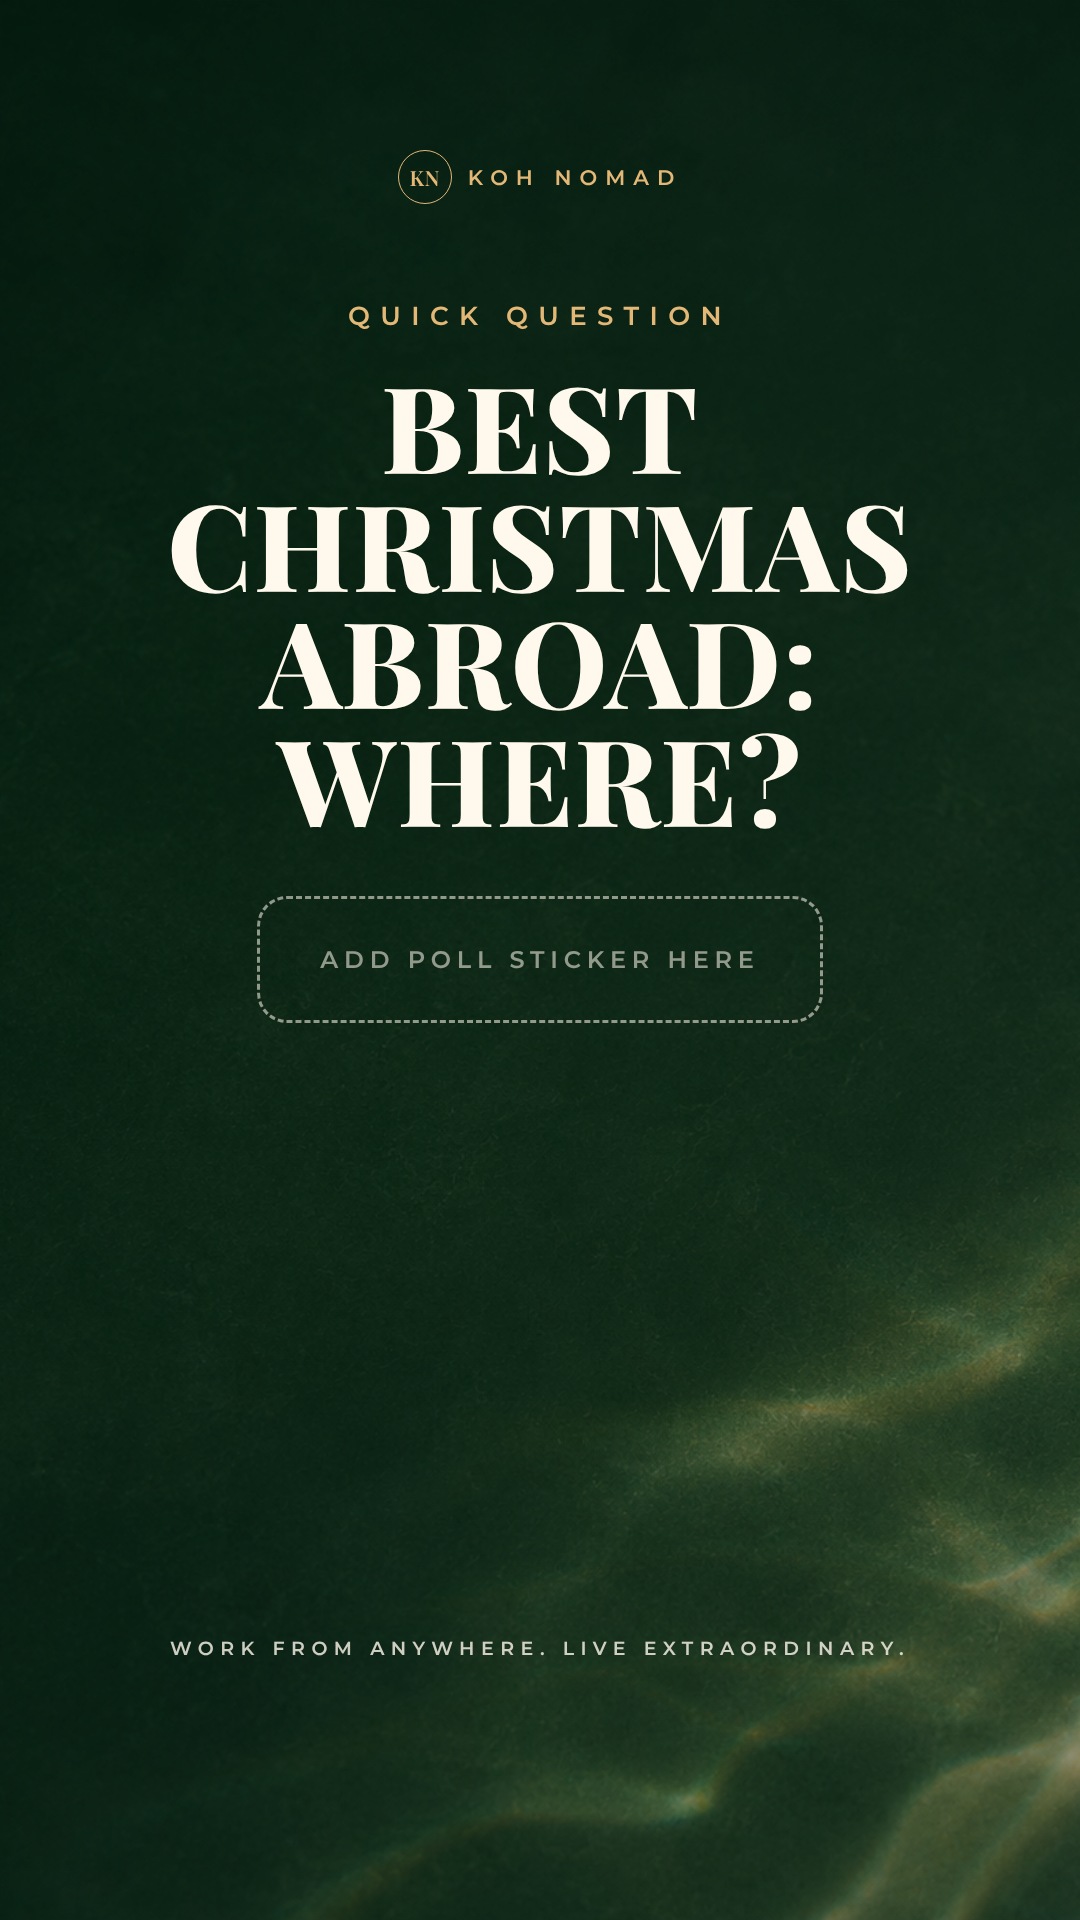 KN KOH NOMAD
QUICK QUESTION
BEST
CHRISTMAS
ABROAD:
WHERE?
ADD POLL STICKER HERE
WORK FROM ANYWHERE. LIVE EXTRAORDINARY.